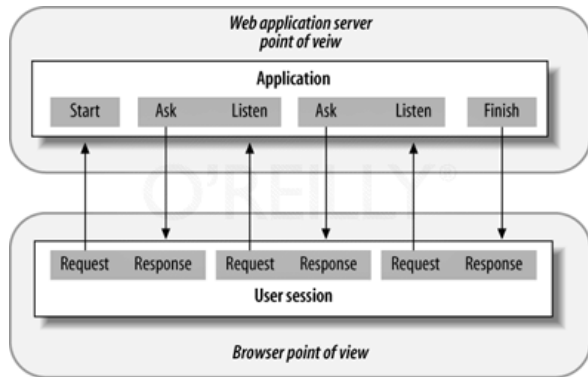 Web application server
point of veiw
Application
Start Ask Listen Ask Listen Finish
O'REILLY®
Request Response Request Response Request Response
User session
Browser point of view